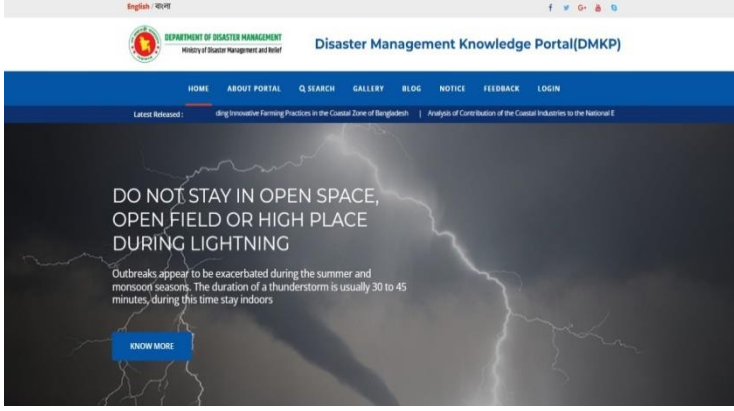 English / বাংলা
DEPARTMENT OF DISASTER MANAGEMENT
Ministry of Disaster Management and Relief
Disaster Management Knowledge Portal(DMKP)
HOME ABOUT PORTAL SEARCH GALLERY BLOG NOTICE FEEDBACK LOGIN
Latest Released : ding Innovative Farming Practices in the Coastal Zone of Bangladesh | Analysis of Contribution of the Coastal Industries to the National E
DO NOT STAY IN OPEN SPACE,
OPEN FIELD OR HIGH PLACE
DURING LIGHTNING
Outbreaks appear to be exacerbated during the summer and
monsoon seasons. The duration of a thunderstorm is usually 30 to 45
minutes, during this time stay indoors
KNOW MORE